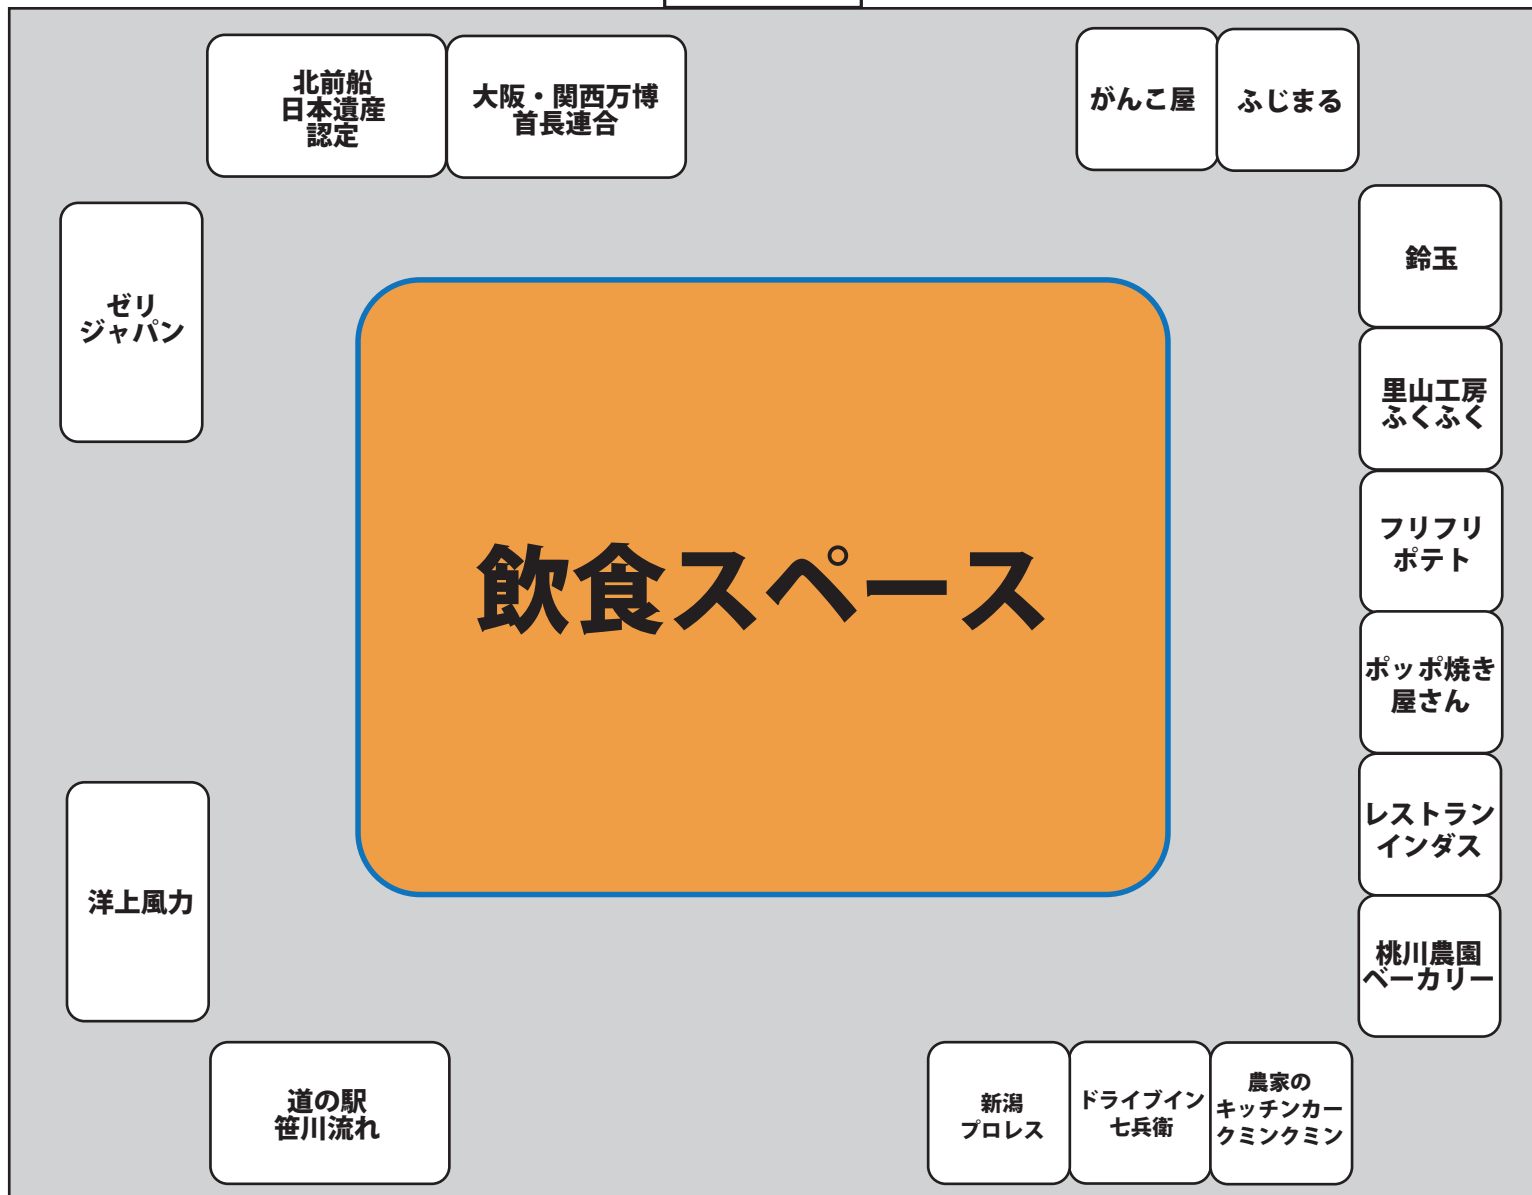 北前船
日本遺産
認定
大阪・関西万博
首長連合
がんこ屋
ふじまる
ゼリ
ジャパン
鈴玉
里山工房
ふくふく
フリフリ
ポテト
飲食スペース
ポッポ焼き
屋さん
レストラン
インダス
洋上風力
桃川農園
ベーカリー
道の駅
笹川流れ
新潟
プロレス
ドライブイン
七兵衛
農家の
キッチンカー
クミンクミン